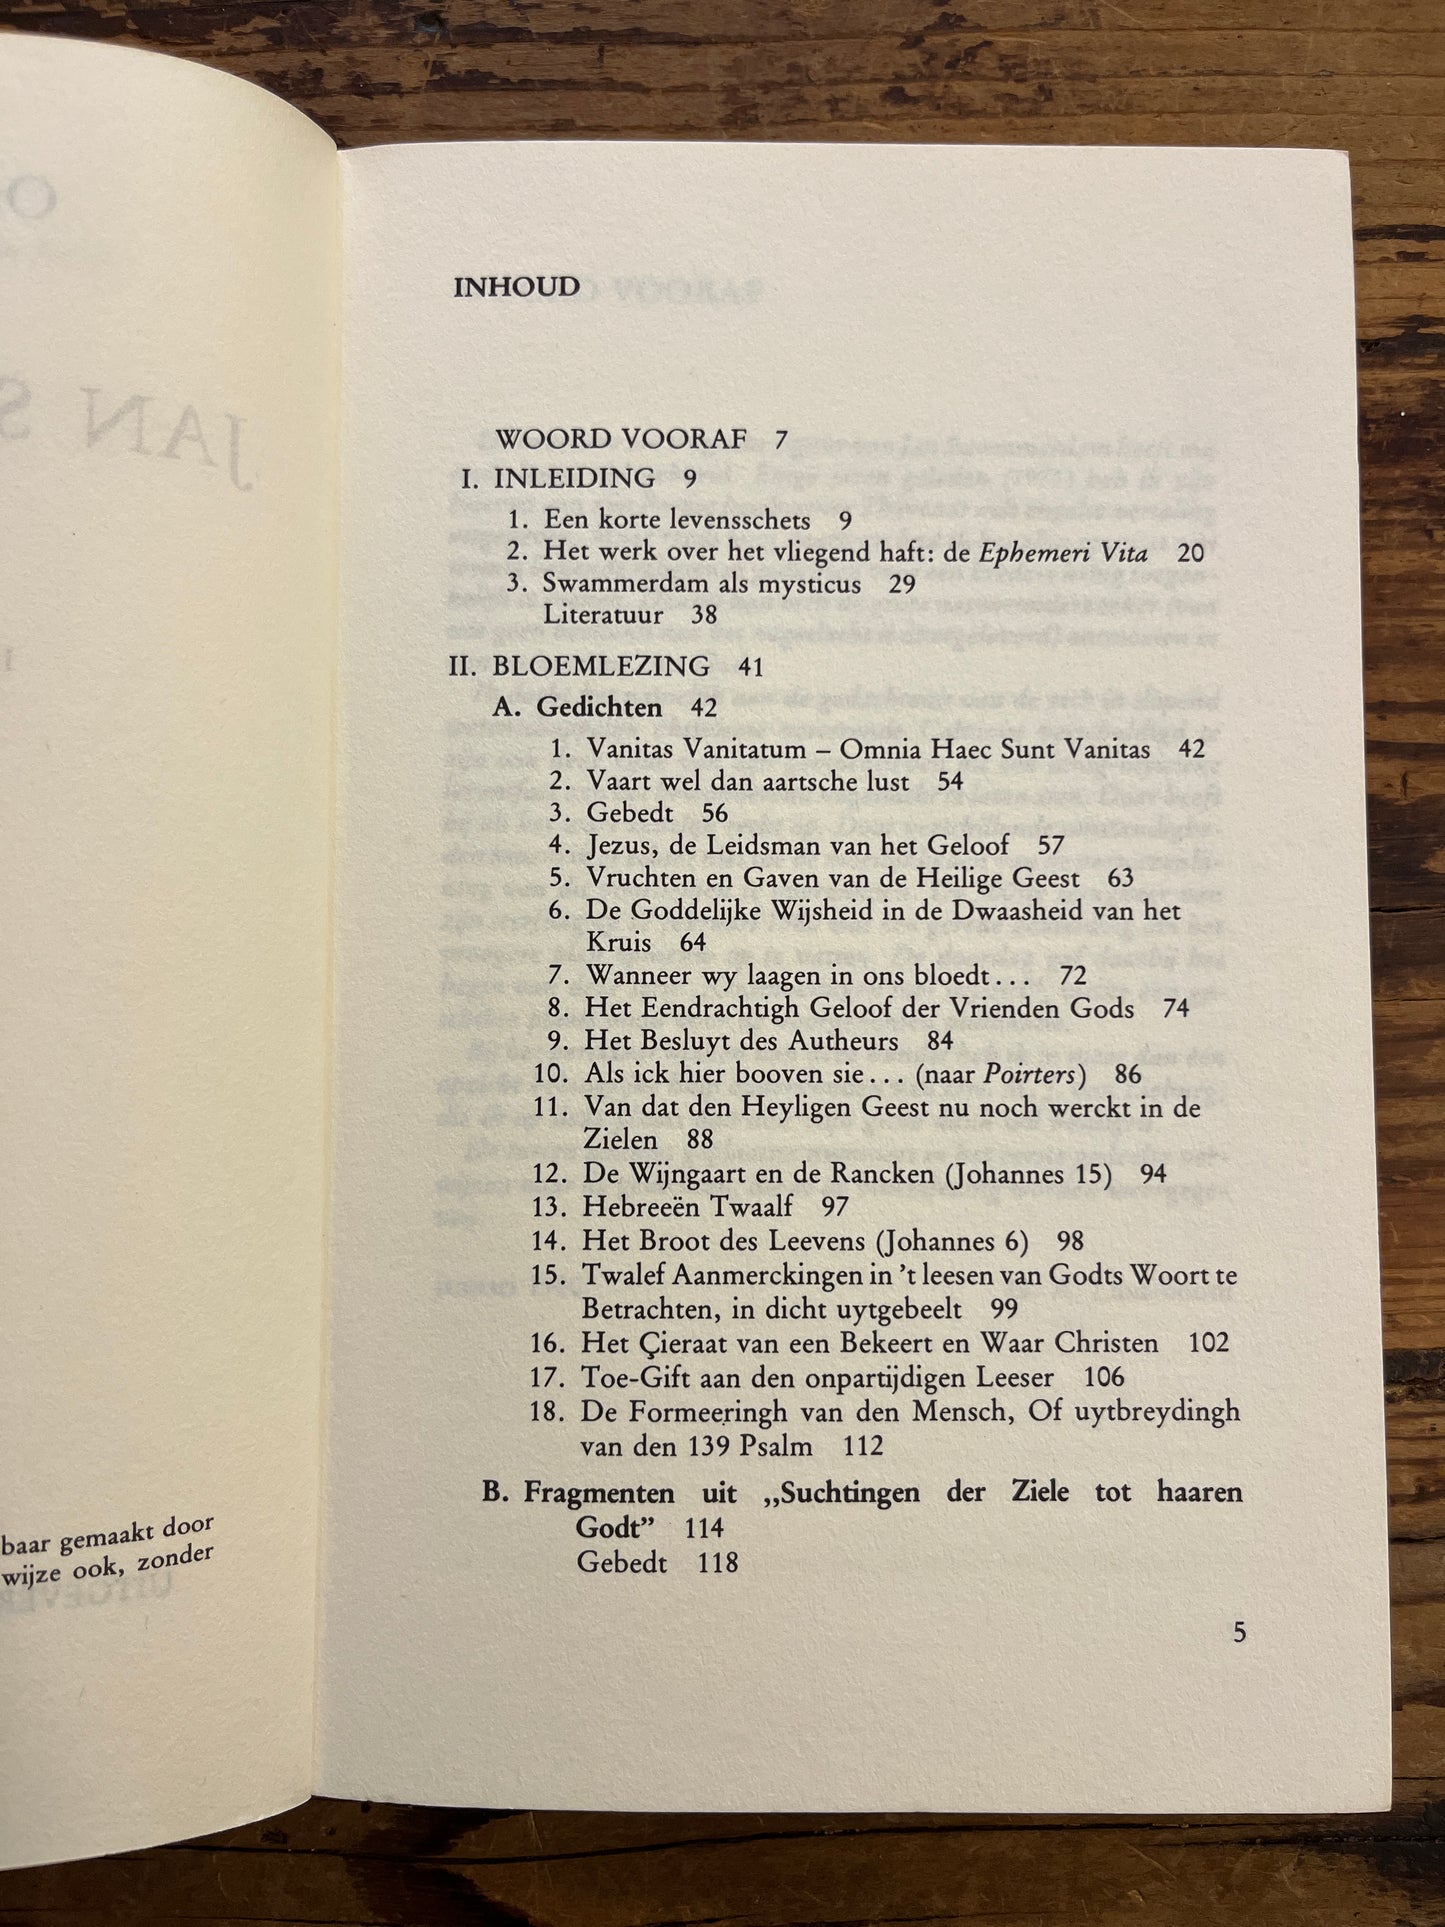 baar gemaakt door
wijze ook, zonder
INHOUD
WOORD VOORAF 7
I. INLEIDING 9
1. Een korte levensschets 9
2. Het werk over het vliegend haft: de Ephemeri Vita 20
3. Swammerdam als mysticus 29
Literatuur 38
II. BLOEMLEZING 41
A. Gedichten 42
1. Vanitas Vanitatum – Omnia Haec Sunt Vanitas 42
2. Vaart wel dan aartsche lust 54
3. Gebedt 56
4. Jezus, de Leidsman van het Geloof 57
5. Vruchten en Gaven van de Heilige Geest 63
6. De Goddelijke Wijsheid in de Dwaasheid van het
Kruis 64
7. Wanneer wy laagen in ons bloedt... 72
8. Het Eendrachtigh Geloof der Vrienden Gods 74
9. Het Besluyt des Autheurs 84
10. Als ick hier booven sie... (naar Poirters) 86
11. Van dat den Heyligen Geest nu noch werckt in de
Zielen 88
12. De Wijngaart en de Rancken (Johannes 15) 94
13. Hebreeën Twaalf 97
14. Het Broot des Leevens (Johannes 6) 98
15. Twalef Aanmerckingen in ’t leesen van Godts Woort te
Betrachten, in dicht uytgebeelt 99
16. Het Çieraat van een Bekeert en Waar Christen 102
17. Toe-Gift aan den onpartijdigen Leeser 106
18. De Formeeringh van den Mensch, Of uytbreydingh
van den 139 Psalm 112
B. Fragmenten uit „Suchtingen der Ziele tot haaren
Godt” 114
Gebedt 118
5